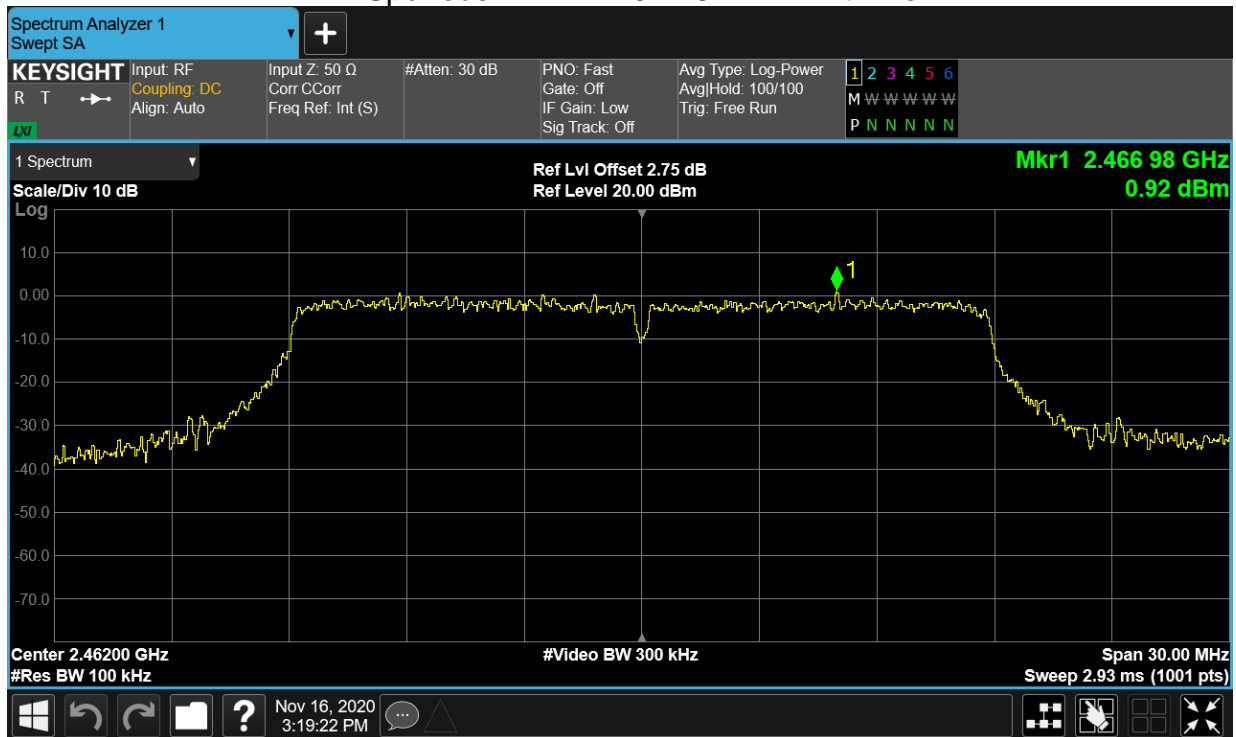 Spectrum Analyzer 1
Swept SA
KEYSIGHT
R T
LXI
Input: RF
Coupling: DC
Align: Auto
Input Z: 50 Ω
Corr CCorr
Freq Ref: Int (S)
#Atten: 30 dB
PNO: Fast
Gate: Off
IF Gain: Low
Sig Track: Off
Avg Type: Log-Power
Avg|Hold: 100/100
Trig: Free Run
1 2 3 4 5 6
M W W W W W
P N N N N N
1 Spectrum
Scale/Div 10 dB
Ref Lvl Offset 2.75 dB
Ref Level 20.00 dBm
Mkr1 2.466 98 GHz
0.92 dBm
Log
10.0
0.00
-10.0
-20.0
-30.0
-40.0
-50.0
-60.0
-70.0
1
Center 2.46200 GHz
#Res BW 100 kHz
#Video BW 300 kHz
Span 30.00 MHz
Sweep 2.93 ms (1001 pts)
?
Nov 16, 2020
3:19:22 PM